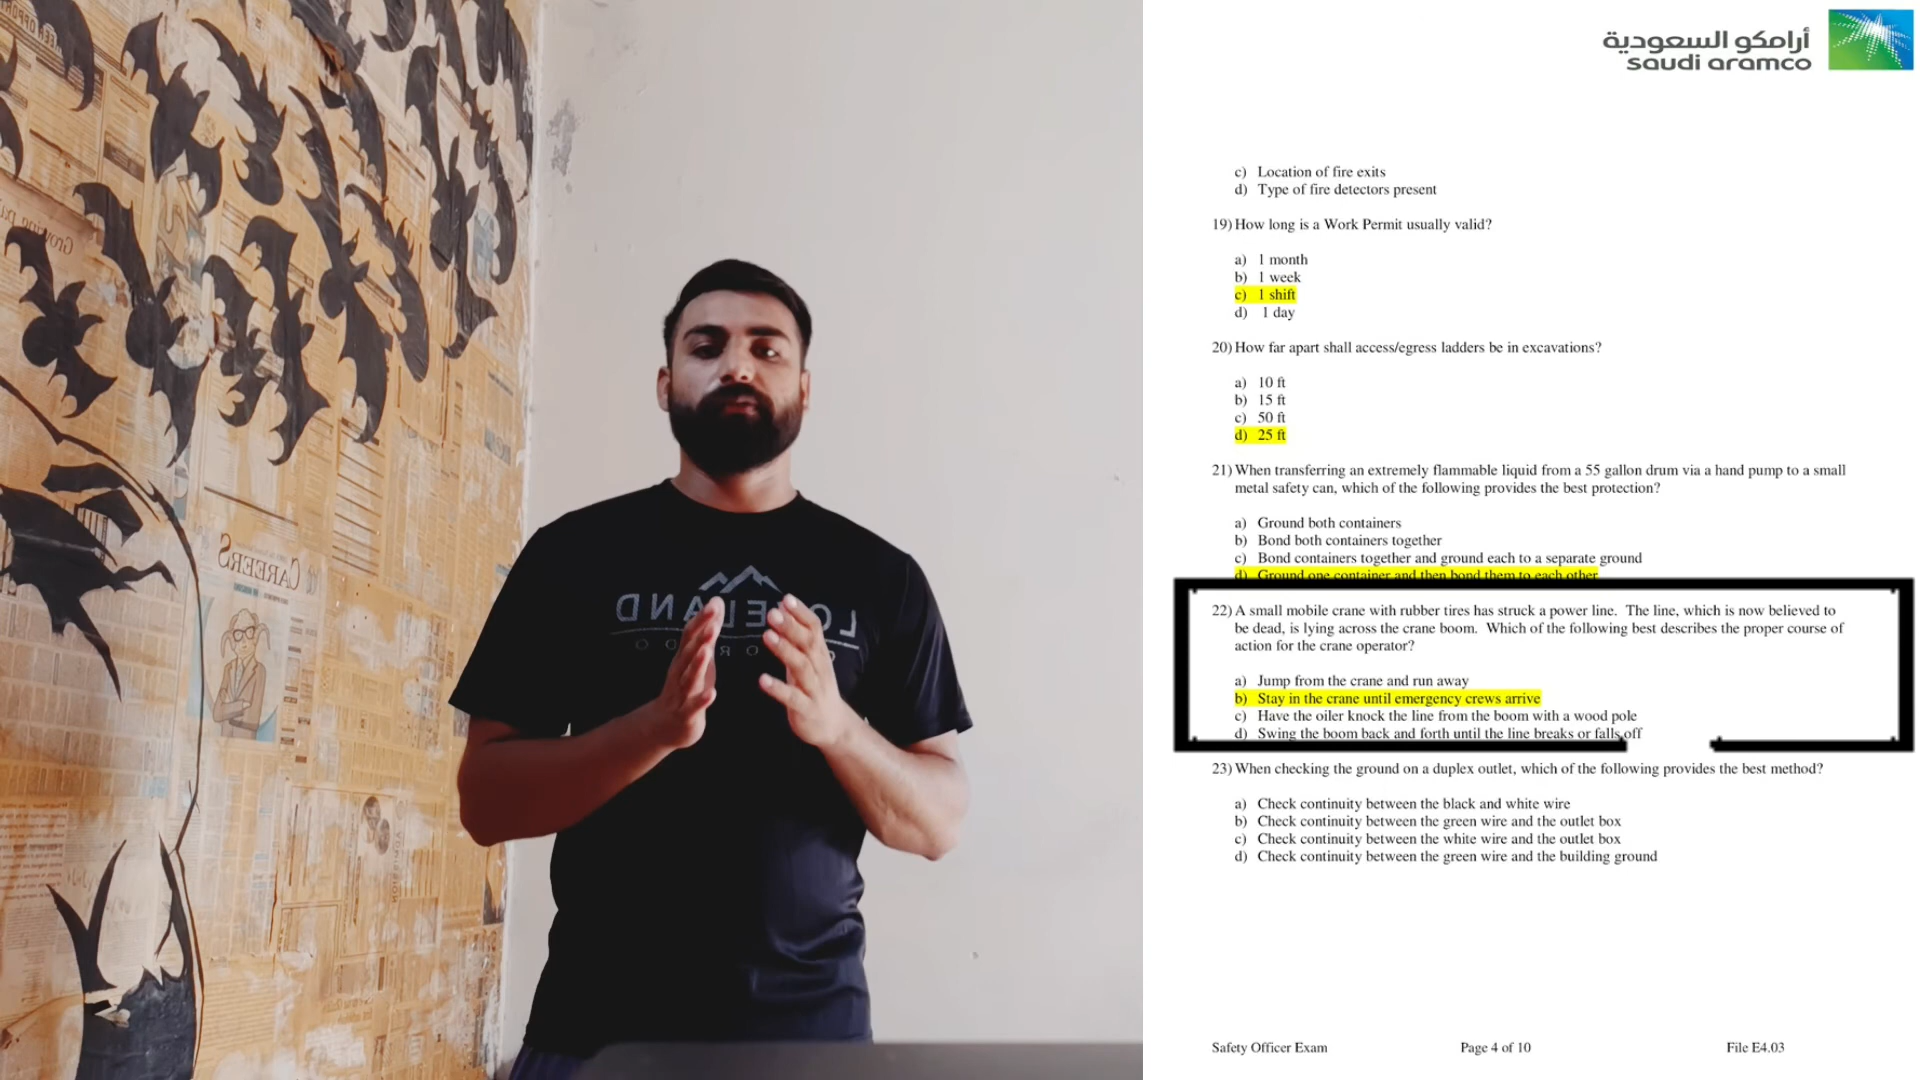 Growing
CAREERS
LOVELAND
أرامكو السعودية
saudi aramco
c) Location of fire exits
d) Type of fire detectors present
19) How long is a Work Permit usually valid?
a) 1 month
b) 1 week
c) 1 shift
d) 1 day
20) How far apart shall access/egress ladders be in excavations?
a) 10 ft
b) 15 ft
c) 50 ft
d) 25 ft
21) When transferring an extremely flammable liquid from a 55 gallon drum via a hand pump to a small
metal safety can, which of the following provides the best protection?
a) Ground both containers
b) Bond both containers together
c) Bond containers together and ground each to a separate ground
d) Ground one container and then bond them to each other
22) A small mobile crane with rubber tires has struck a power line. The line, which is now believed to
be dead, is lying across the crane boom. Which of the following best describes the proper course of
action for the crane operator?
a) Jump from the crane and run away
b) Stay in the crane until emergency crews arrive
c) Have the oiler knock the line from the boom with a wood pole
d) Swing the boom back and forth until the line breaks or falls off
23) When checking the ground on a duplex outlet, which of the following provides the best method?
a) Check continuity between the black and white wire
b) Check continuity between the green wire and the outlet box
c) Check continuity between the white wire and the outlet box
d) Check continuity between the green wire and the building ground
Safety Officer Exam
Page 4 of 10
File E4.03